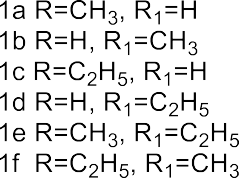 1a R=CH₃, R₁=H
1b R=H, R₁=CH₃
1c R=C₂H₅, R₁=H
1d R=H, R₁=C₂H₅
1e R=CH₃, R₁=C₂H₅
1f R=C₂H₅, R₁=CH₃